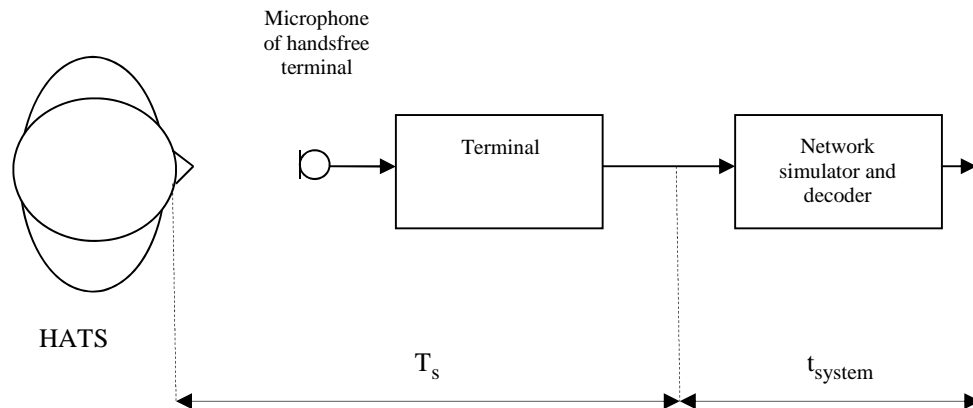 Microphone
of handsfree
terminal
Terminal
Network
simulator and
decoder
HATS
Ts
tsystem